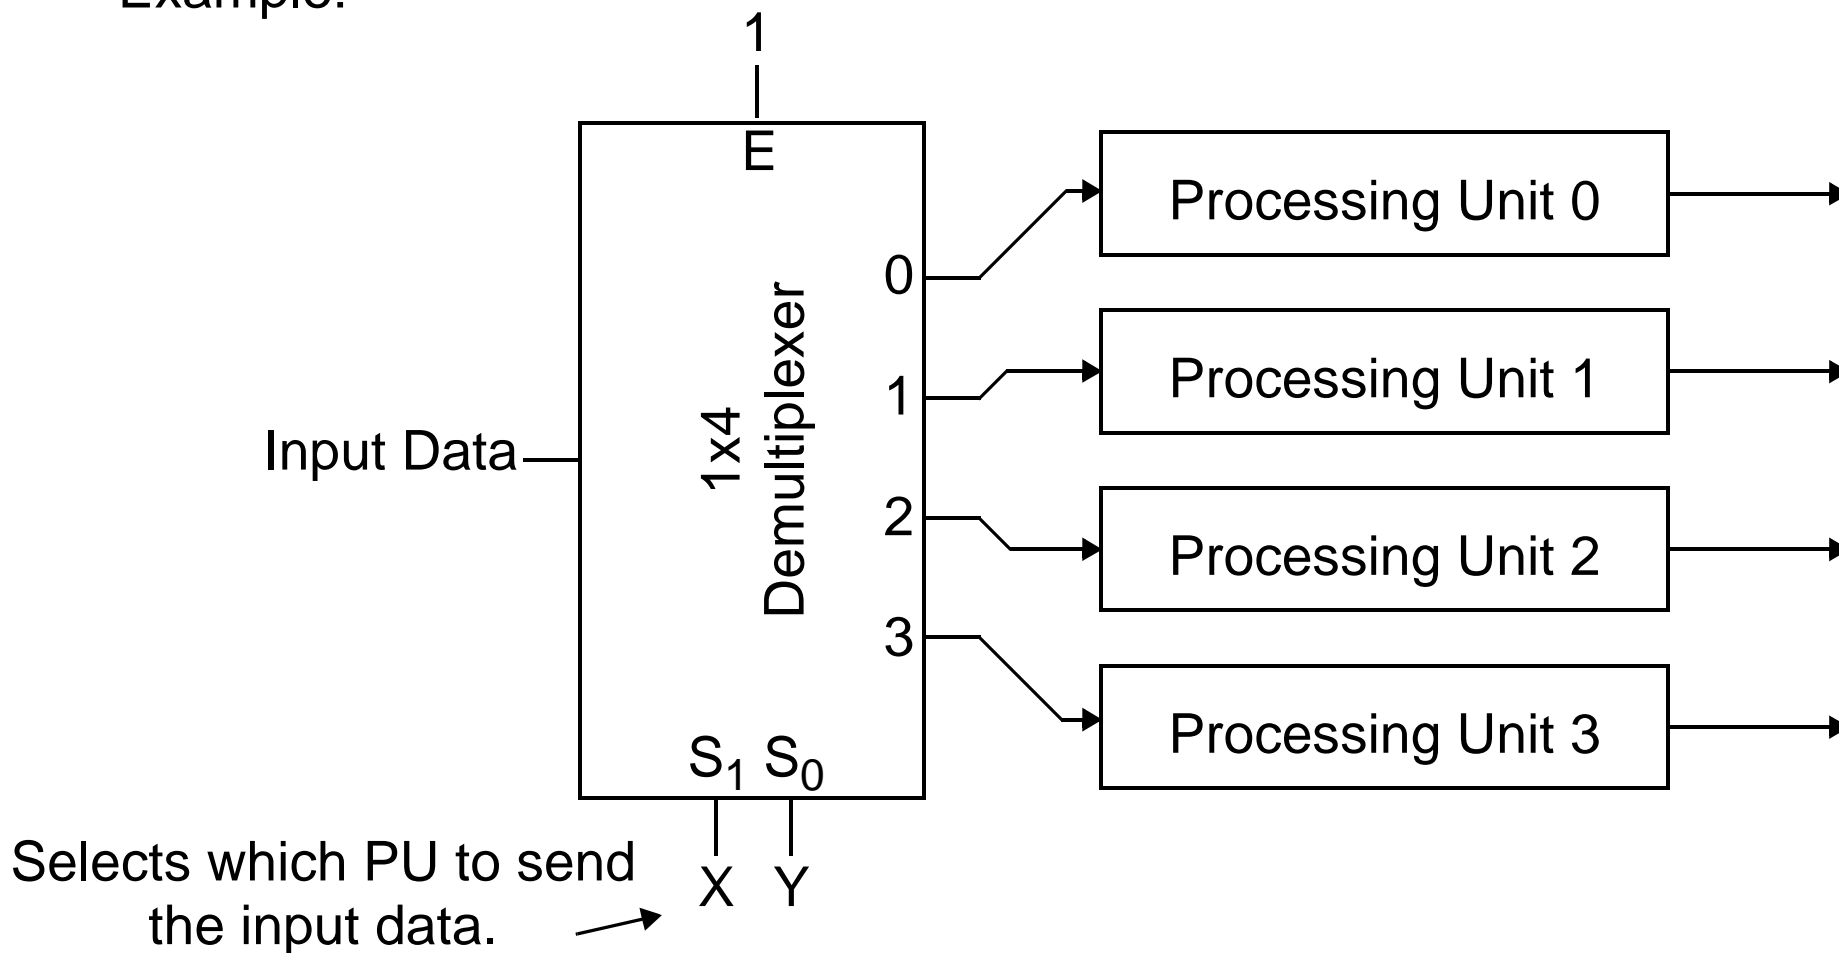 Example:
1
E
Processing Unit 0
0
Processing Unit 1
1
Input Data
1x4
Demultiplexer
2
Processing Unit 2
3
Processing Unit 3
S1 S0
Selects which PU to send
the input data.
X Y